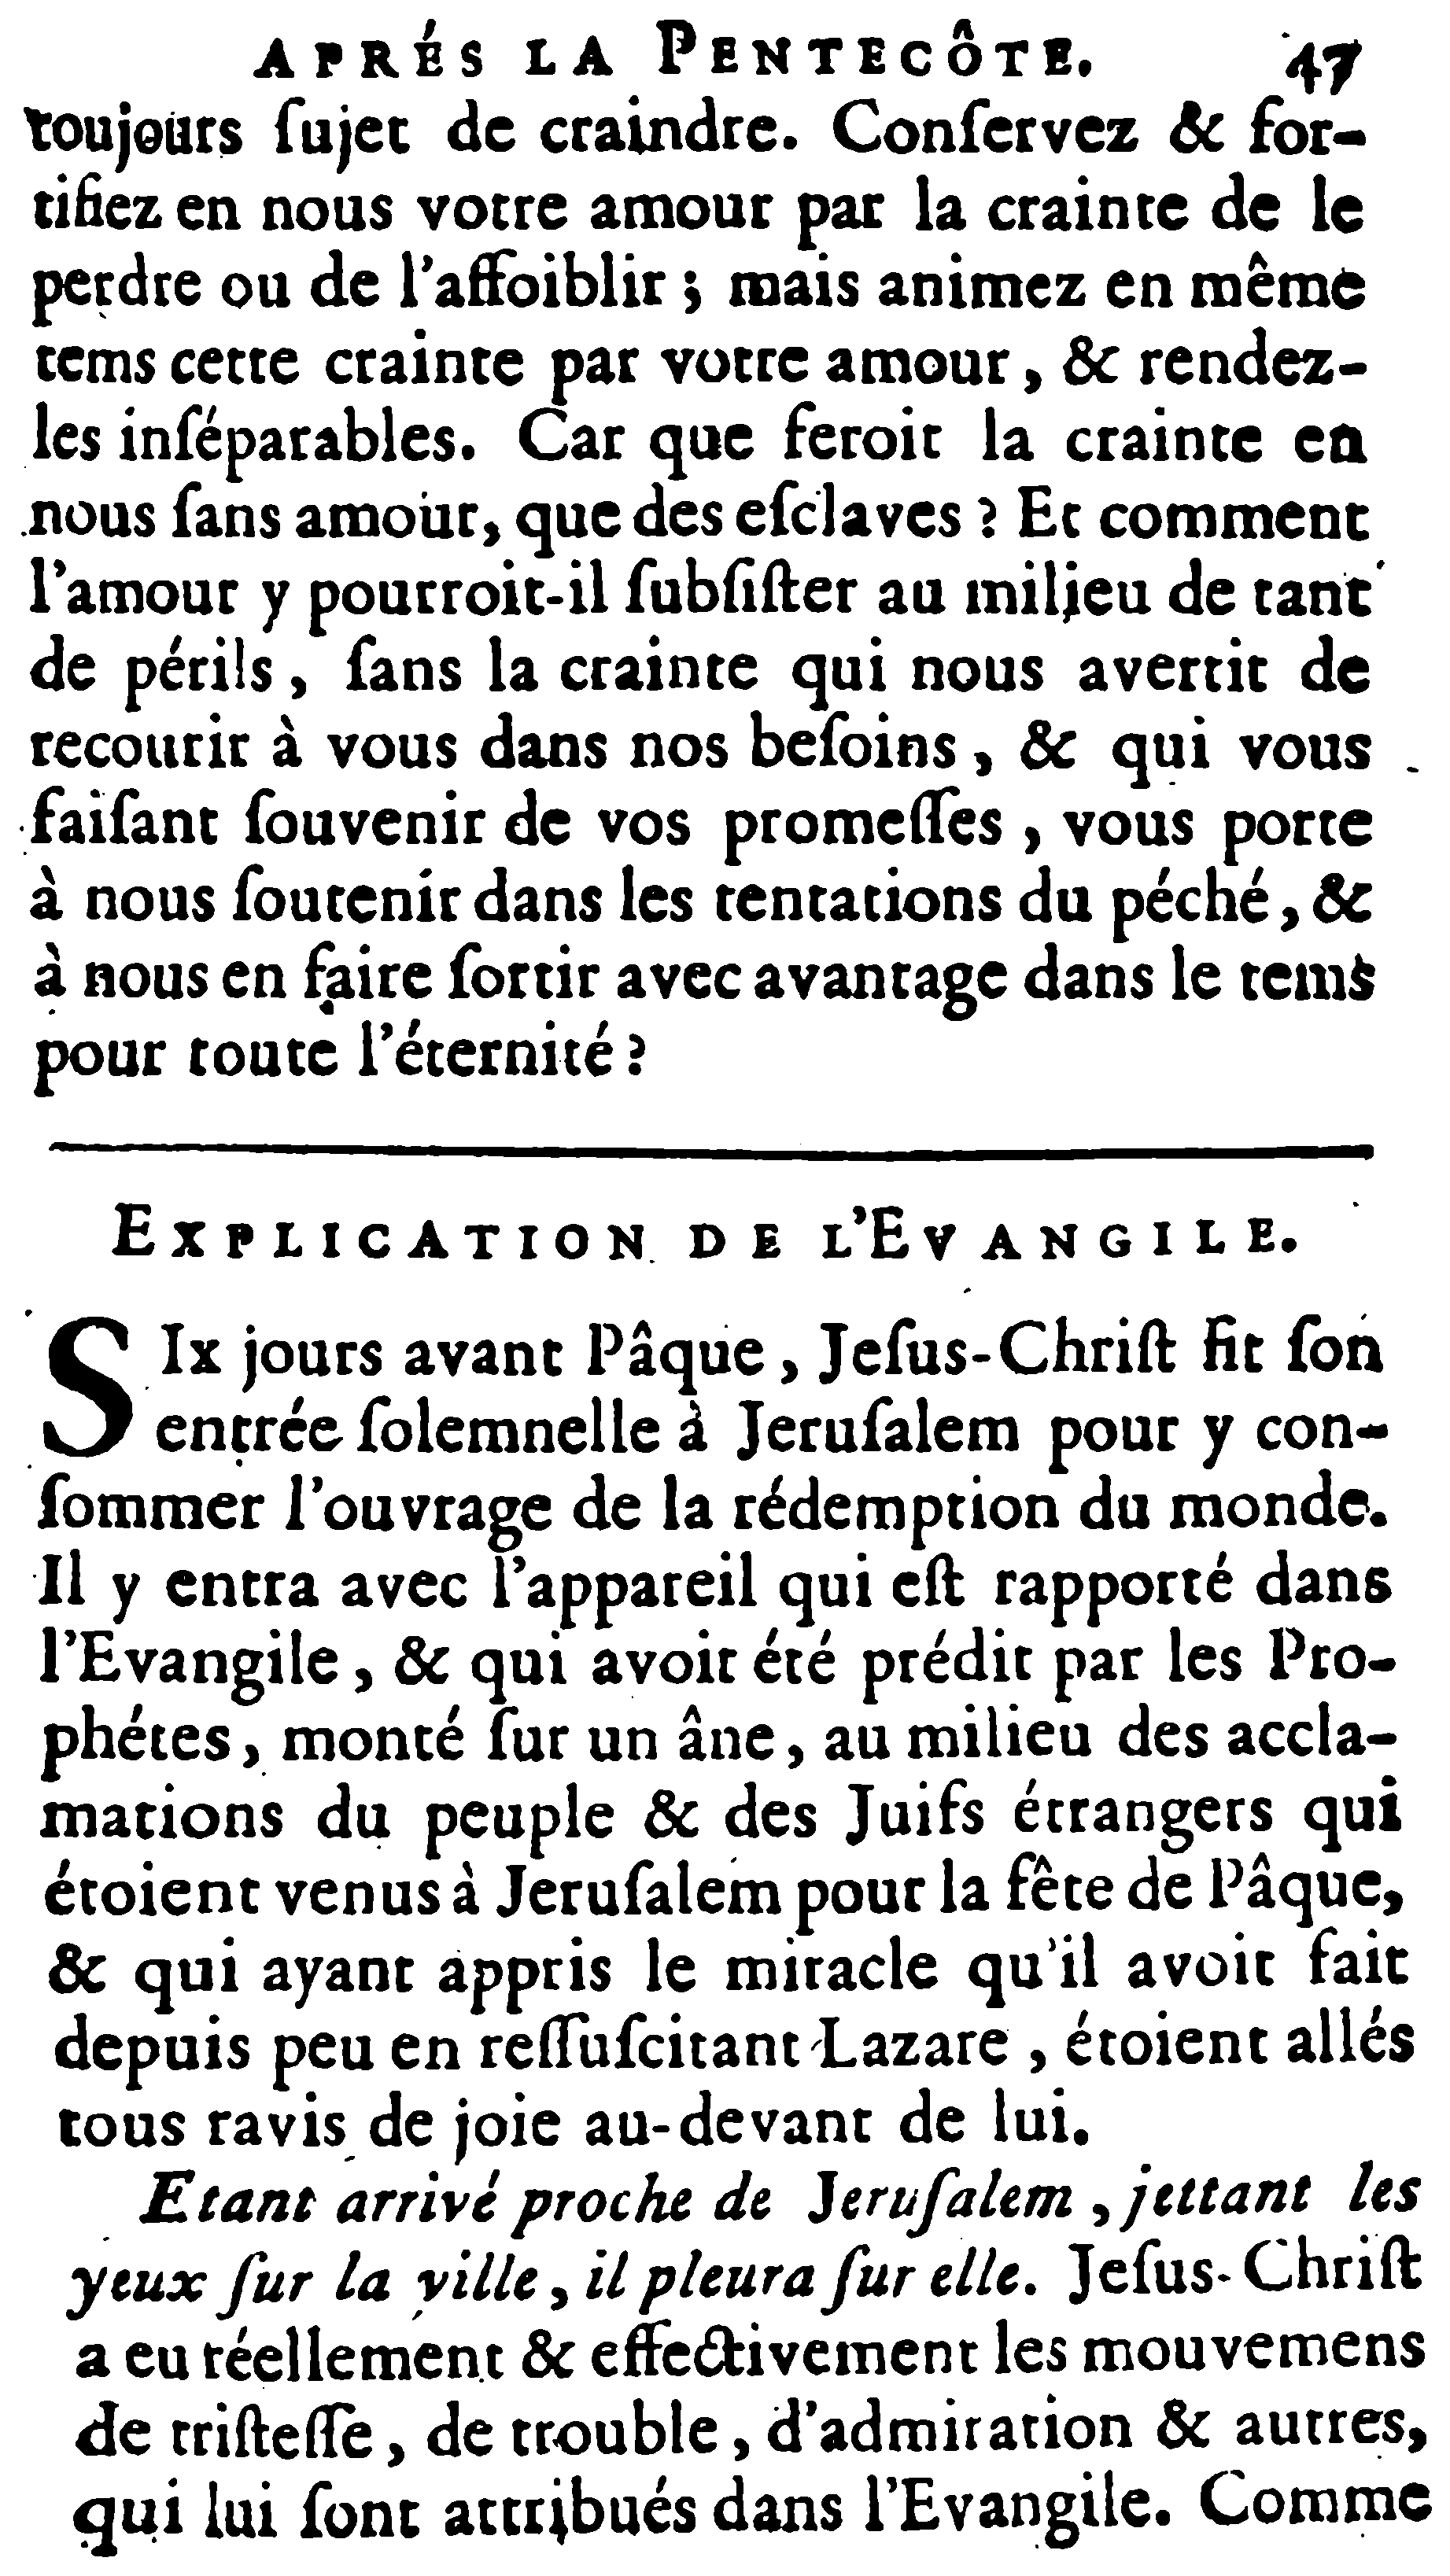 APRÉS LA PENTECÔTE. 47
toujours ſujet de craindre. Conſervez & for-
tifiez en nous votre amour par la crainte de le
perdre ou de l'affoiblir ; mais animez en même
tems cette crainte par votre amour, & rendez-
les inſéparables. Car que feroit la crainte en
nous ſans amour, que des eſclaves ? Et comment
l'amour y pourroit-il ſubſiſter au milieu de tant
de périls, ſans la crainte qui nous avertit de
recourir à vous dans nos beſoins, & qui vous
faiſant ſouvenir de vos promeſſes, vous porte
à nous ſoutenir dans les tentations du péché, &
à nous en faire ſortir avec avantage dans le tems
pour toute l'éternité ?
EXPLICATION DE L'EVANGILE.
SIx jours avant Pâque, Jeſus-Chriſt fit ſon
entrée ſolemnelle à Jeruſalem pour y con-
ſommer l'ouvrage de la rédemption du monde.
Il y entra avec l'appareil qui eſt rapporté dans
l'Evangile, & qui avoit été prédit par les Pro-
phétes, monté ſur un âne, au milieu des accla-
mations du peuple & des Juifs étrangers qui
étoient venus à Jeruſalem pour la fête de Pâque,
& qui ayant appris le miracle qu'il avoit fait
depuis peu en reſſuſcitant Lazare, étoient allés
tous ravis de joie au-devant de lui.
Etant arrivé proche de Jeruſalem, jettant les
yeux ſur la ville, il pleura ſur elle. Jeſus-Chriſt
a eu réellement & effectivement les mouvemens
de triſteſſe, de trouble, d'admiration & autres,
qui lui ſont attribués dans l'Evangile. Comme